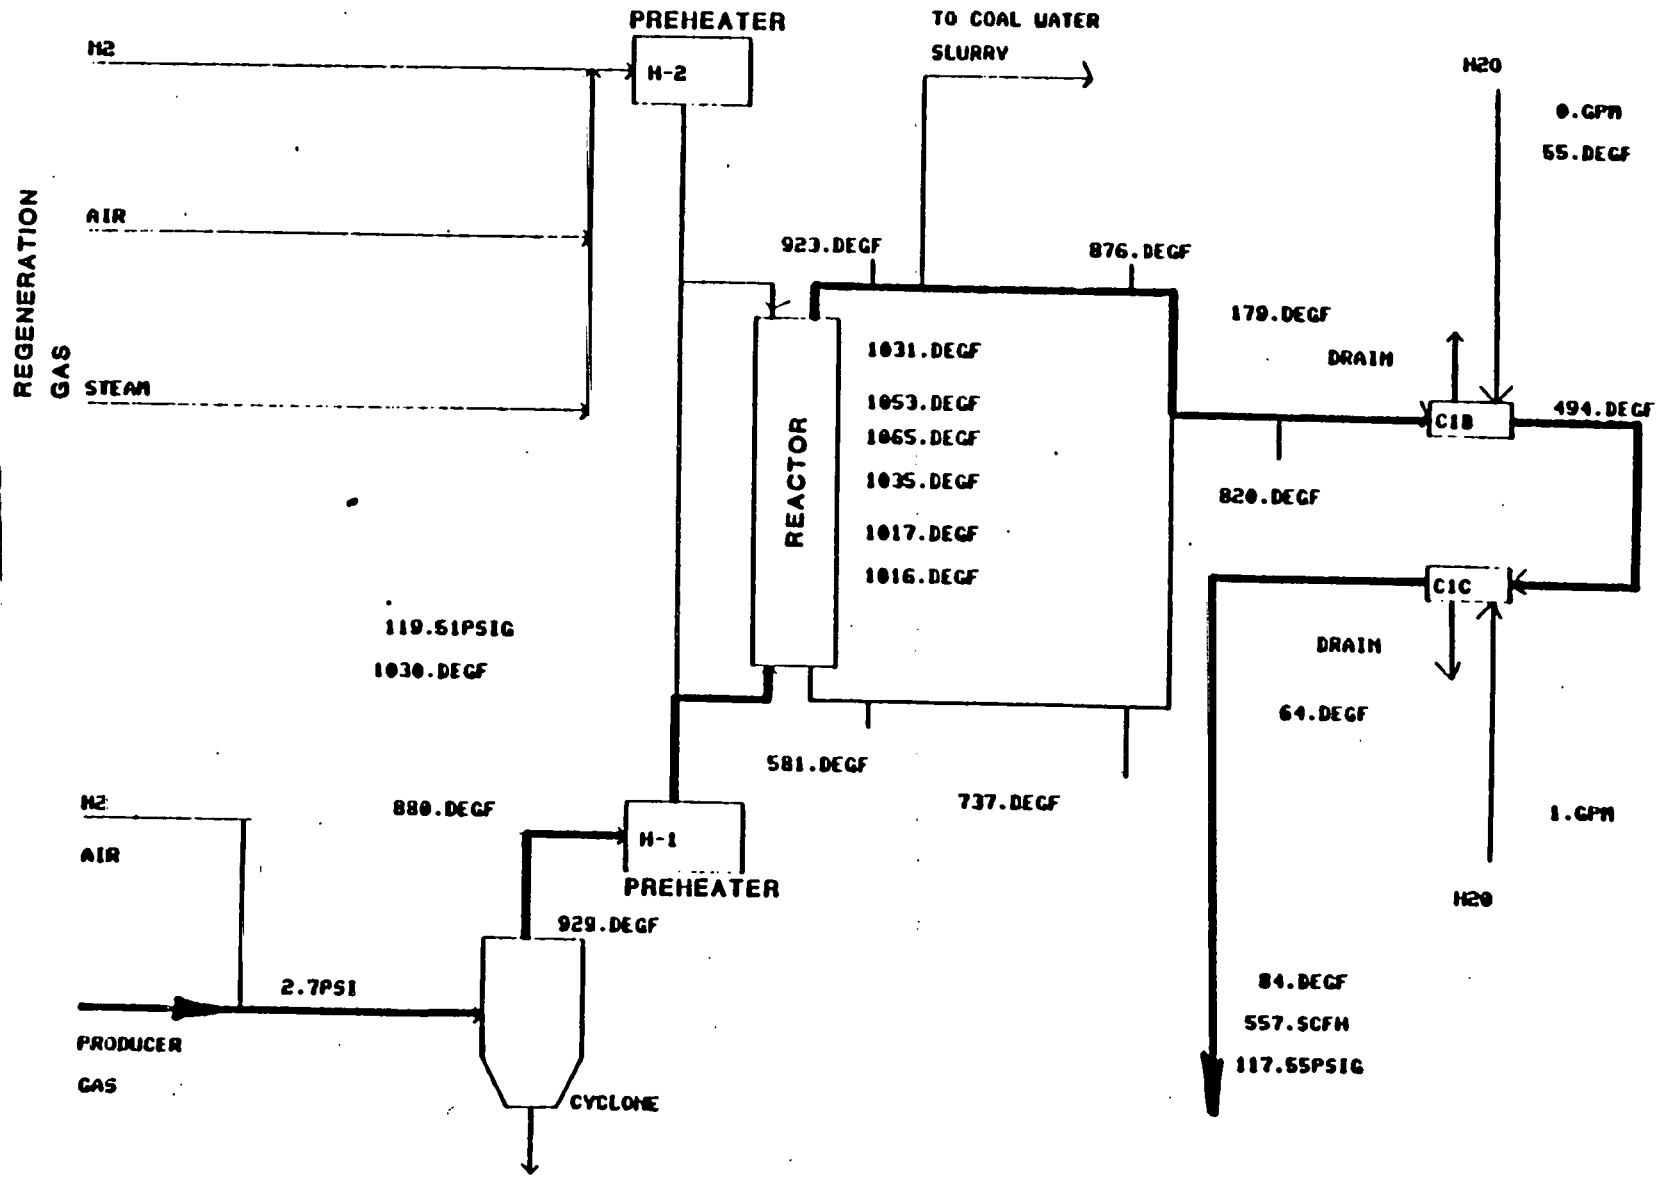 PREHEATER
TO COAL WATER
SLURRY
N2
H-2
H2O
0.GPM
55.DEGF
REGENERATION
GAS
AIR
923.DEGF
876.DEGF
179.DEGF
1031.DEGF
DRAIN
STEAM
1053.DEGF
494.DEGF
C1B
1065.DEGF
1035.DEGF
820.DEGF
REACTOR
1017.DEGF
1016.DEGF
C1C
119.51PSIG
DRAIN
1030.DEGF
64.DEGF
581.DEGF
N2
880.DEGF
737.DEGF
1.GPM
H-1
AIR
PREHEATER
H2O
929.DEGF
2.7PSI
84.DEGF
557.SCFH
PRODUCER
GAS
117.55PSIG
CYCLONE